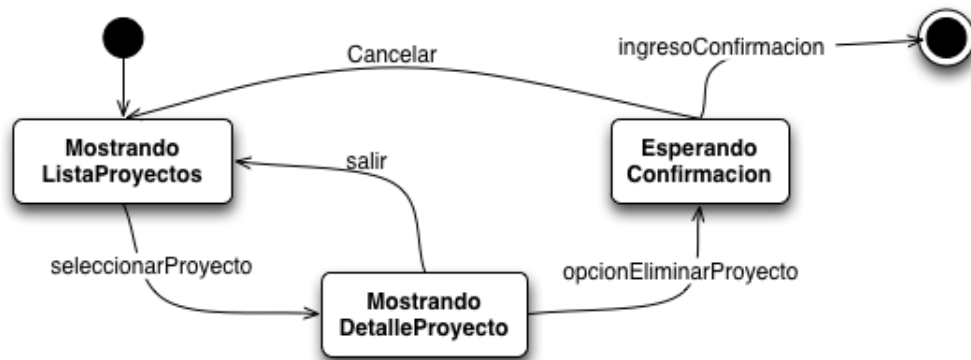 Cancelar
ingresoConfirmacion
Mostrando
ListaProyectos
Esperando
Confirmacion
salir
seleccionarProyecto
opcionEliminarProyecto
Mostrando
DetalleProyecto